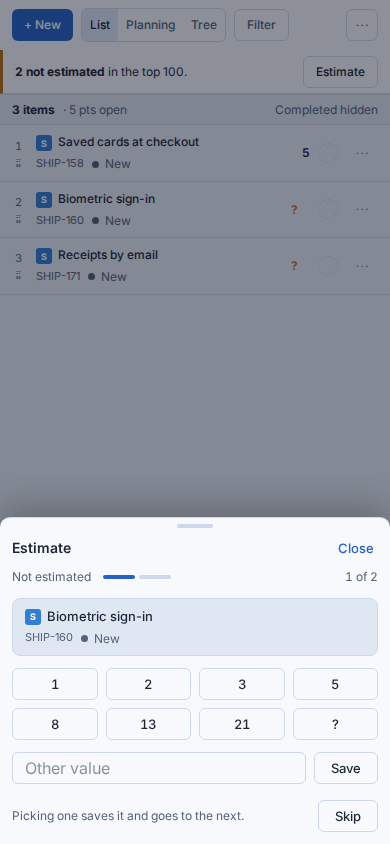 + New
List
Planning
Tree
Filter
...
2 not estimated in the top 100.
Estimate
3 items · 5 pts open
Completed hidden
1
S Saved cards at checkout
5
...
SHIP-158 New
2
S Biometric sign-in
?
...
SHIP-160 New
3
S Receipts by email
?
...
SHIP-171 New
Estimate
Close
Not estimated
1 of 2
S Biometric sign-in
SHIP-160 New
1
2
3
5
8
13
21
?
Other value
Save
Picking one saves it and goes to the next.
Skip